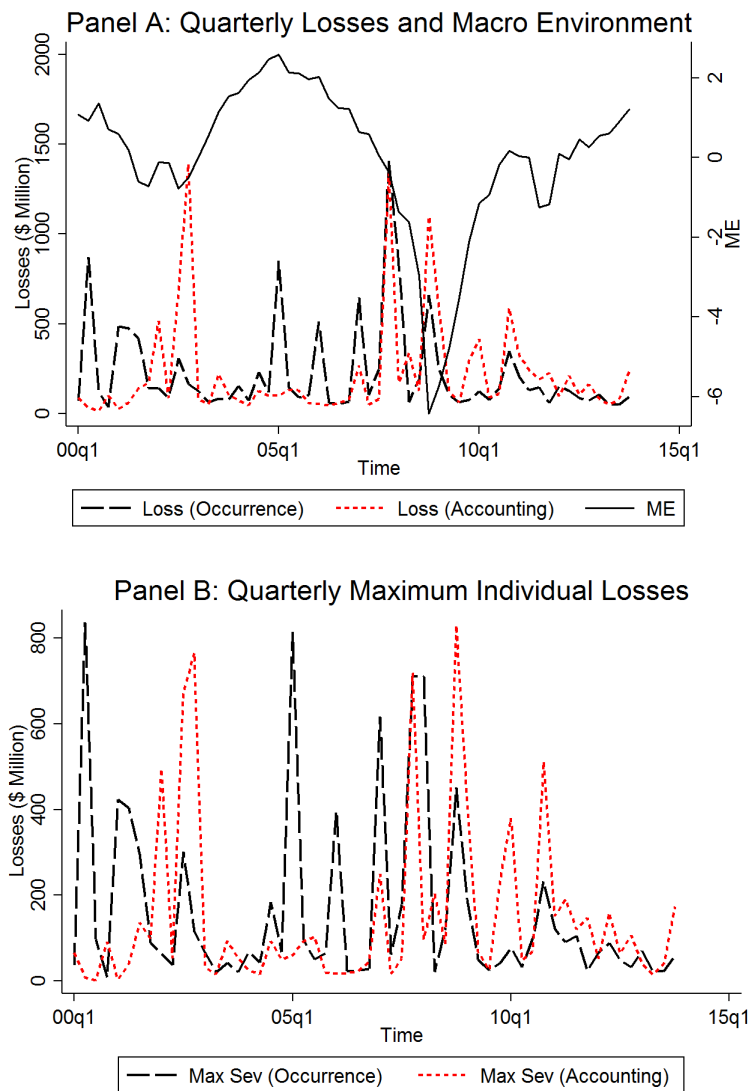 Panel A: Quarterly Losses and Macro Environment
2000
1500
1000
500
0
Losses ($ Million)
2
0
-2
-4
-6
ME
00q1
05q1
10q1
15q1
Time
Loss (Occurrence)
Loss (Accounting)
ME
Panel B: Quarterly Maximum Individual Losses
800
600
400
200
0
Losses ($ Million)
00q1
05q1
10q1
15q1
Time
Max Sev (Occurrence)
Max Sev (Accounting)